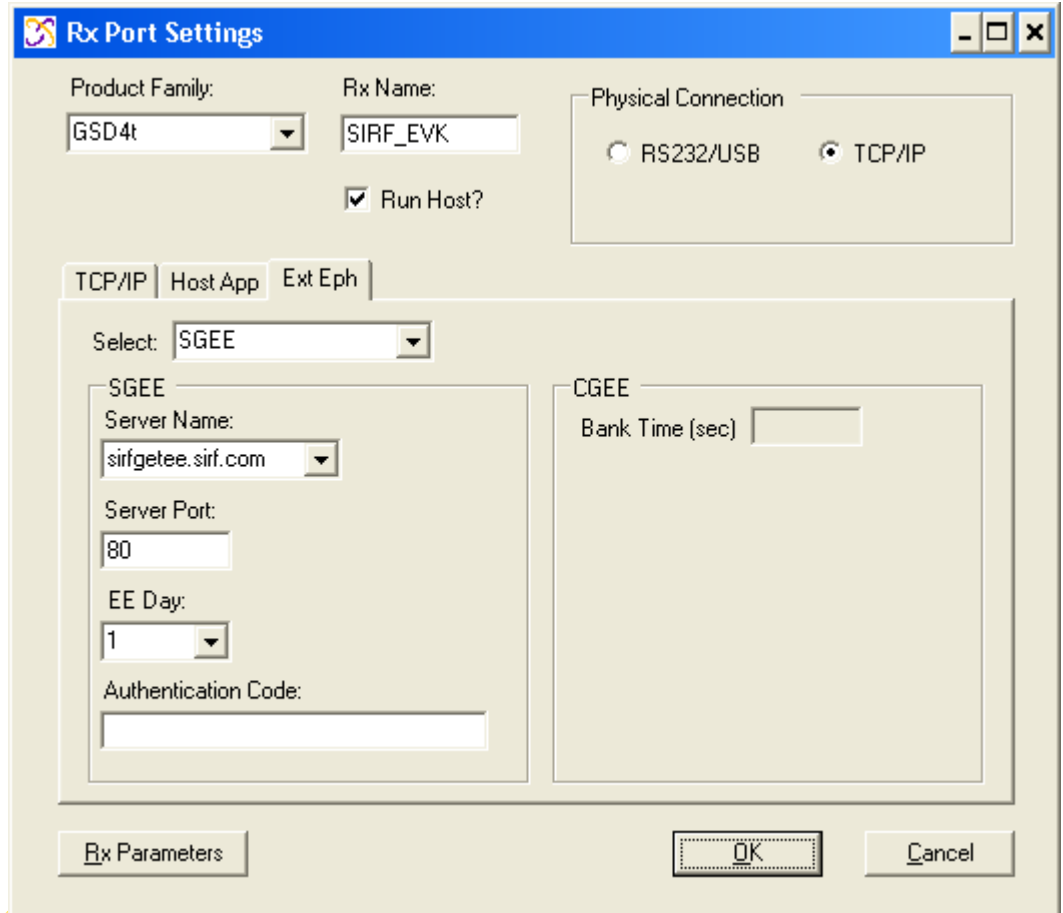 Rx Port Settings
Product Family:
GSD4t
Rx Name:
SIRF_EVK
Run Host?
Physical Connection
RS232/USB
TCP/IP
TCP/IP
Host App
Ext Eph
Select:
SGEE
SGEE
Server Name:
sirfgetee.sirf.com
Server Port:
80
EE Day:
1
Authentication Code:
CGEE
Bank Time (sec)
Rx Parameters
OK
Cancel